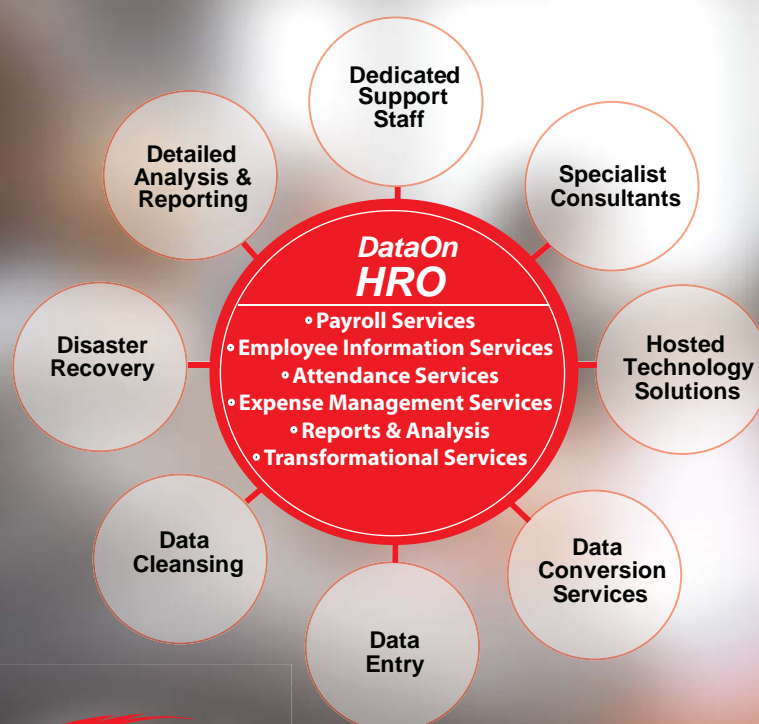 Dedicated
Support
Staff
Specialist
Consultants
Hosted
Technology
Solutions
Data
Conversion
Services
Data
Entry
Data
Cleansing
Disaster
Recovery
Detailed
Analysis &
Reporting
DataOn
HRO
• Payroll Services
• Employee Information Services
• Attendance Services
• Expense Management Services
• Reports & Analysis
• Transformational Services